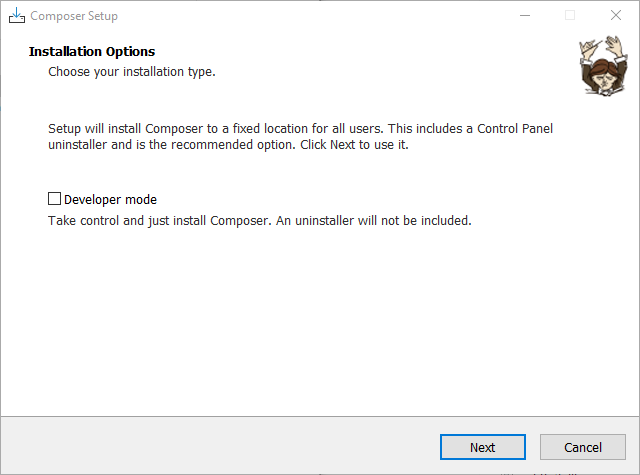 Composer Setup
Installation Options
Choose your installation type.
Setup will install Composer to a fixed location for all users. This includes a Control Panel
uninstaller and is the recommended option. Click Next to use it.
Developer mode
Take control and just install Composer. An uninstaller will not be included.
Next
Cancel